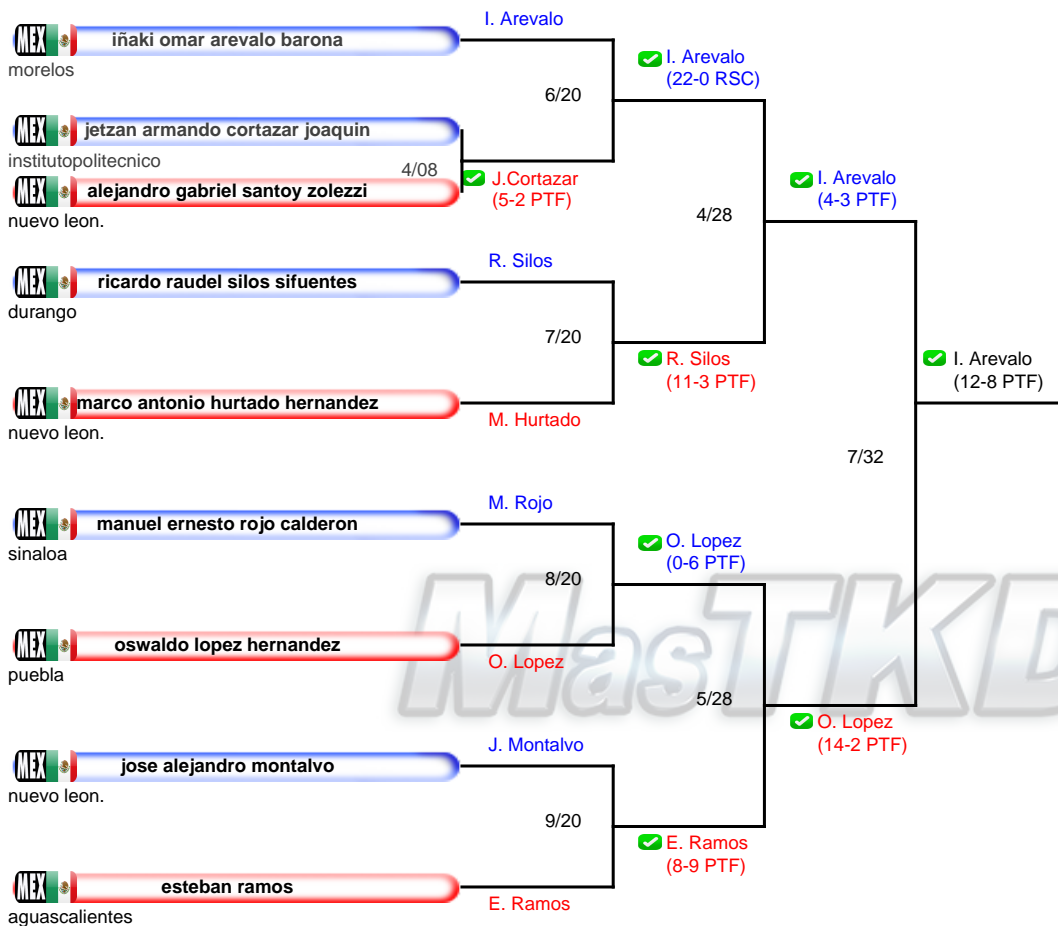 I. Arevalo
MEX iñaki omar arevalo barona
morelos
I. Arevalo
(22-0 RSC)
6/20
MEX jetzan armando cortazar joaquin
institutopolitecnico
4/08
J.Cortazar
(5-2 PTF)
MEX alejandro gabriel santoy zolezzi
nuevo leon.
I. Arevalo
(4-3 PTF)
4/28
R. Silos
MEX ricardo raudel silos sifuentes
durango
7/20
R. Silos
(11-3 PTF)
I. Arevalo
(12-8 PTF)
MEX marco antonio hurtado hernandez
nuevo leon.
M. Hurtado
7/32
M. Rojo
MEX manuel ernesto rojo calderon
sinaloa
O. Lopez
(0-6 PTF)
8/20
MasTKD
MEX oswaldo lopez hernandez
puebla
O. Lopez
5/28
O. Lopez
(14-2 PTF)
J. Montalvo
MEX jose alejandro montalvo
nuevo leon.
9/20
E. Ramos
(8-9 PTF)
MEX esteban ramos
aguascalientes
E. Ramos